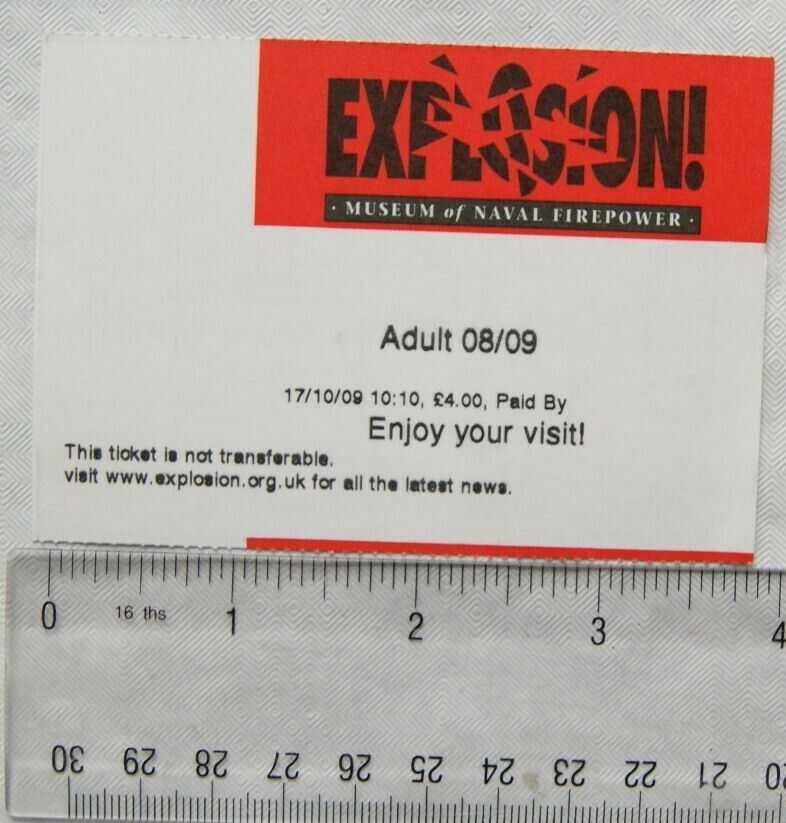 EXPLOSION!
· MUSEUM of NAVAL FIREPOWER ·
Adult 08/09
17/10/09 10:10, £4.00, Paid By
Enjoy your visit!
This ticket is not transferable.
visit www.explosion.org.uk for all the latest news.
0 16 ths 1 2 3 4
30 29 28 27 26 25 24 23 22 21 20